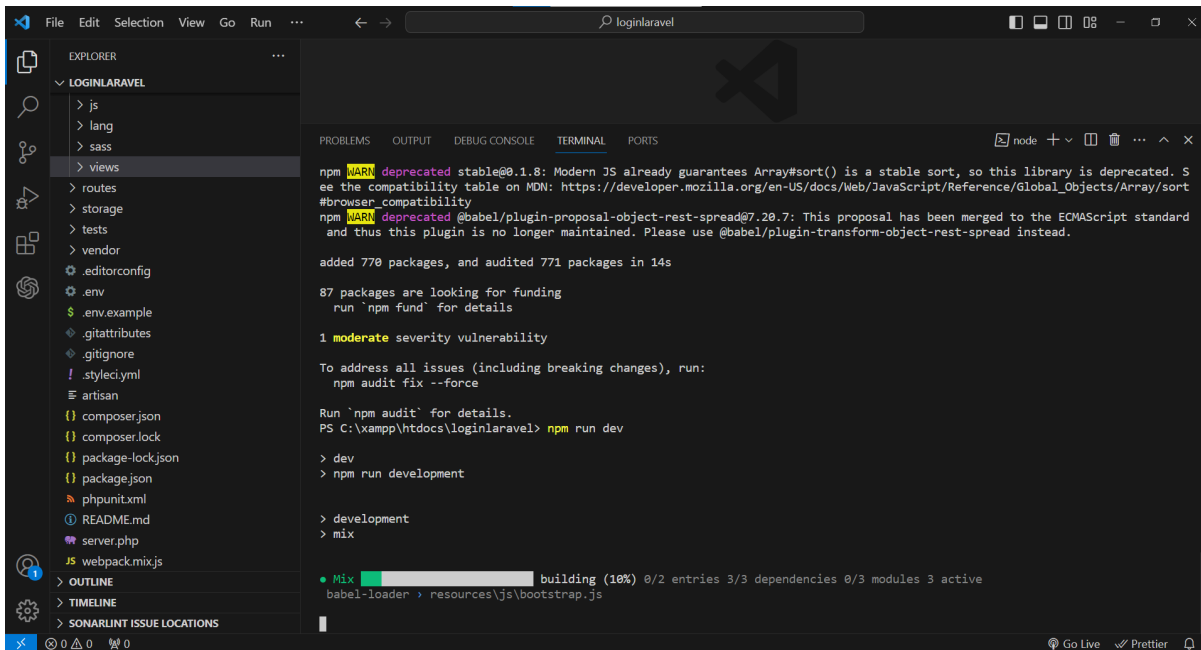 File Edit Selection View Go Run ···
loginlaravel
EXPLORER ···
LOGINLARAVEL
js
lang
sass
views
routes
storage
tests
vendor
.editorconfig
.env
$ .env.example
.gitattributes
.gitignore
! .styleci.yml
artisan
{} composer.json
{} composer.lock
{} package-lock.json
{} package.json
phpunit.xml
README.md
server.php
JS webpack.mix.js
OUTLINE
TIMELINE
SONARLINT ISSUE LOCATIONS
1
PROBLEMS OUTPUT DEBUG CONSOLE TERMINAL PORTS
node
npm WARN deprecated stable@0.1.8: Modern JS already guarantees Array#sort() is a stable sort, so this library is deprecated. S
ee the compatibility table on MDN: https://developer.mozilla.org/en-US/docs/Web/JavaScript/Reference/Global_Objects/Array/sort
#browser_compatibility
npm WARN deprecated @babel/plugin-proposal-object-rest-spread@7.20.7: This proposal has been merged to the ECMAScript standard
and thus this plugin is no longer maintained. Please use @babel/plugin-transform-object-rest-spread instead.
added 770 packages, and audited 771 packages in 14s
87 packages are looking for funding
run `npm fund` for details
1 moderate severity vulnerability
To address all issues (including breaking changes), run:
npm audit fix --force
Run `npm audit` for details.
PS C:\xampp\htdocs\loginlaravel> npm run dev
> dev
> npm run development
> development
> mix
● Mix building (10%) 0/2 entries 3/3 dependencies 0/3 modules 3 active
babel-loader › resources\js\bootstrap.js
0 0 0
Go Live Prettier